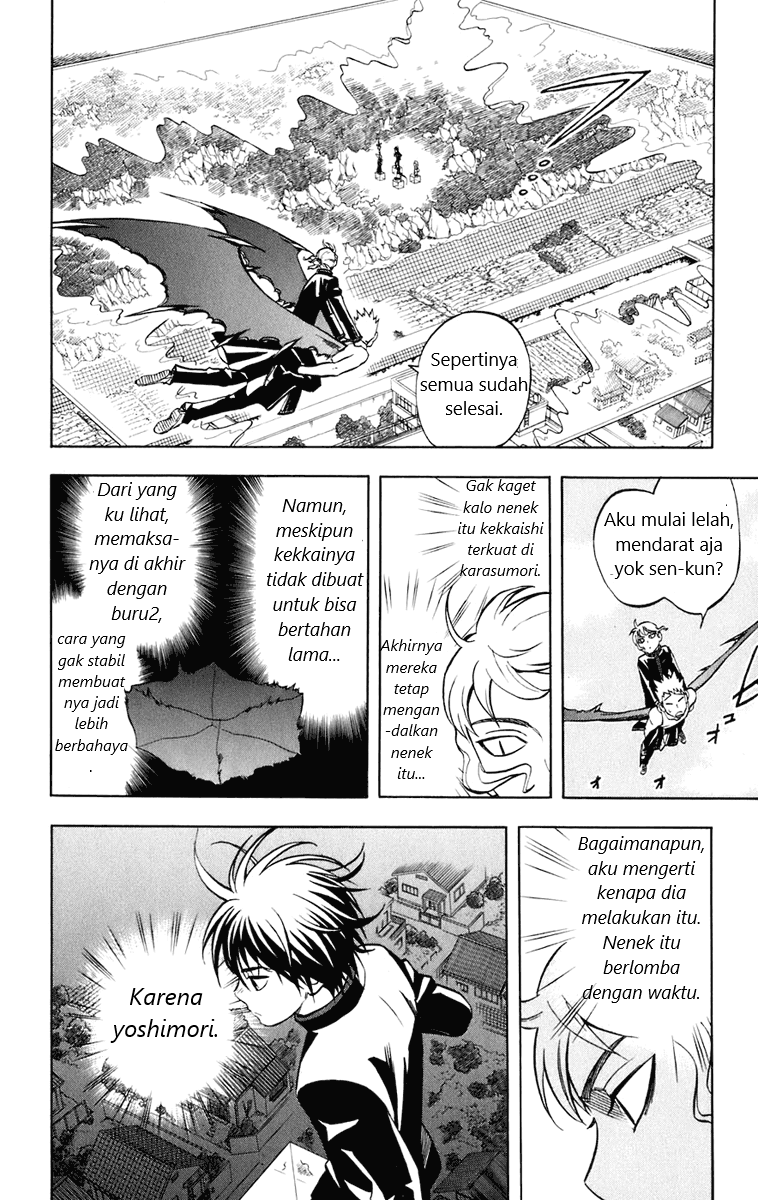 Sepertinya
semua sudah
selesai.
Aku mulai lelah,
mendarat aja
yok sen-kun?
オ
オ
Gak kaget
kalo nenek
itu kekkaishi
terkuat di
karasumori.
Akhirnya
mereka
tetap
mengan
-dalkan
nenek
itu...
Namun,
meskipun
kekkainya
tidak dibuat
untuk bisa
bertahan
lama...
Dari yang
ku lihat,
memaksa-
nya di akhir
dengan
buru2,
cara yang
gak stabil
membuat
nya jadi
lebih
berbahaya
.
Bagaimanapun,
aku mengerti
kenapa dia
melakukan itu.
Nenek itu
berlomba
dengan waktu.
Karena
yoshimori.